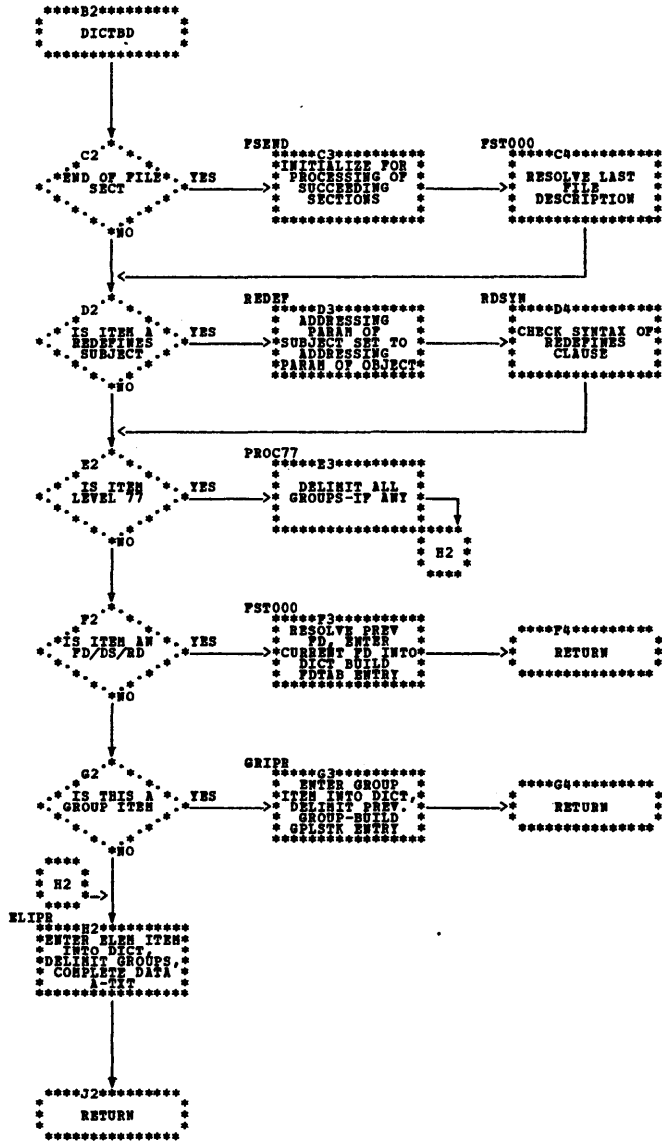 B2
DICTBD
C2
END OF FILE
SECT
YES
NO
FSEND
C3
INITIALIZE FOR
PROCESSING OF
SUCCEEDING
SECTIONS
FST000
C4
RESOLVE LAST
FILE
DESCRIPTION
D2
IS ITEM A
REDEFINES
SUBJECT
YES
NO
REDEF
D3
ADDRESSING
PARAM OF
SUBJECT SET TO
ADDRESSING
PARAM OF OBJECT
RDSYN
D4
CHECK SYNTAX OF
REDEFINES
CLAUSE
E2
IS ITEM
LEVEL 77
YES
NO
PROC77
E3
DELIMIT ALL
GROUPS-IF ANY
H2
F2
IS ITEM AN
FD/DS/RD
YES
NO
FST000
F3
RESOLVE PREV
FD, ENTER
CURRENT FD INTO
DICT BUILD
FDTAB ENTRY
F4
RETURN
G2
IS THIS A
GROUP ITEM
YES
NO
GRIPR
G3
ENTER GROUP
ITEM INTO DICT,
DELIMIT PREV.
GROUP-BUILD
GPLSTK ENTRY
G4
RETURN
H2
ELIPR
H2
ENTER ELEM ITEM
INTO DICT,
DELIMIT GROUPS,
COMPLETE DATA
A-TXT
J2
RETURN